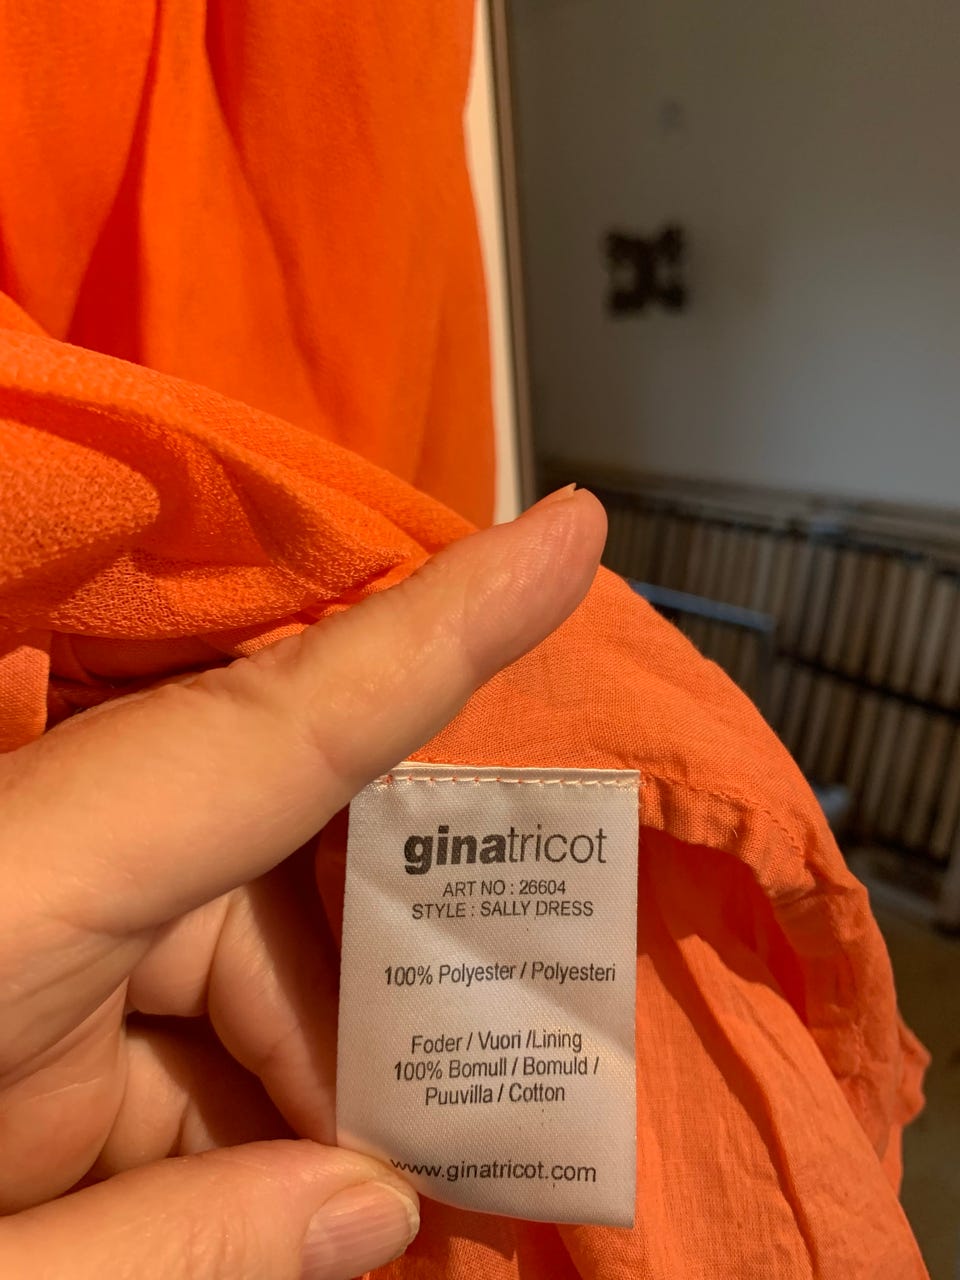 ginatricot
ART NO : 26604
STYLE : SALLY DRESS
100% Polyester / Polyesteri
Foder / Vuori /Lining
100% Bomull / Bomuld /
Puuvilla / Cotton
www.ginatricot.com